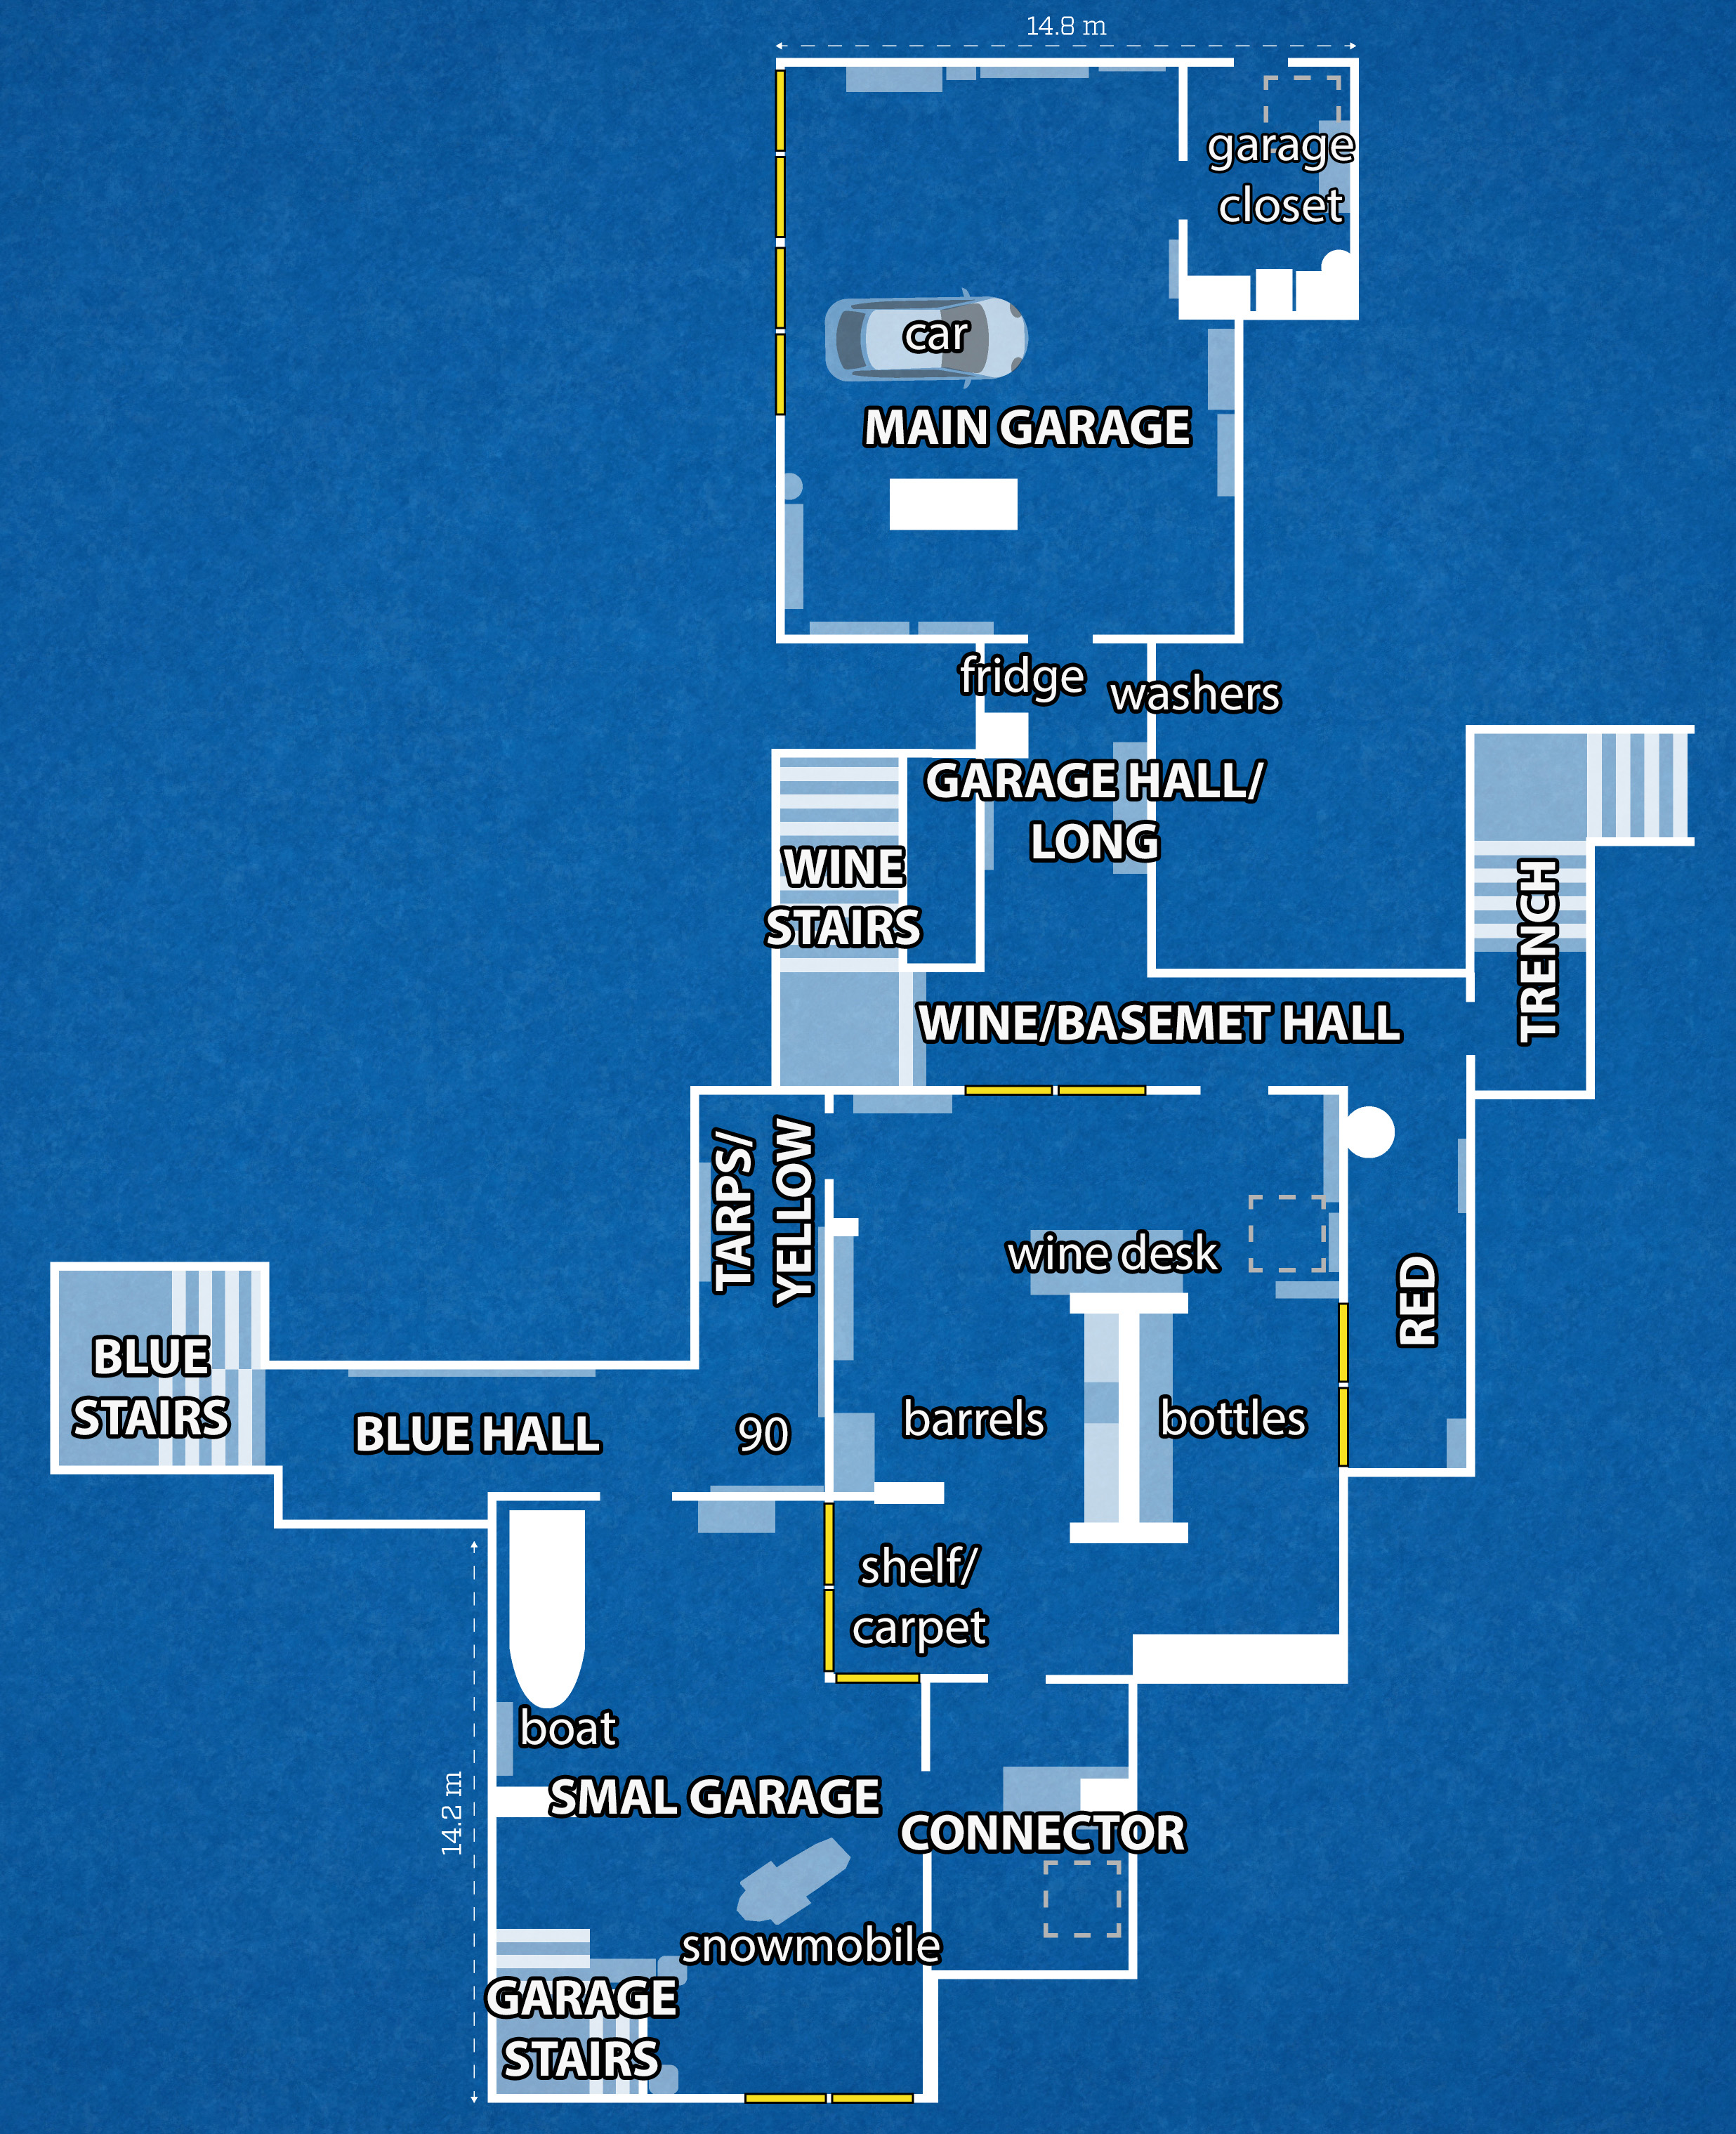 14.8 m
garage
closet
car
MAIN GARAGE
fridge
washers
GARAGE HALL/
LONG
WINE
STAIRS
TRENCH
WINE/BASEMET HALL
TARPS/
YELLOW
wine desk
RED
BLUE
STAIRS
BLUE HALL
90
barrels
bottles
shelf/
carpet
boat
SMAL GARAGE
14.2 m
CONNECTOR
snowmobile
GARAGE
STAIRS